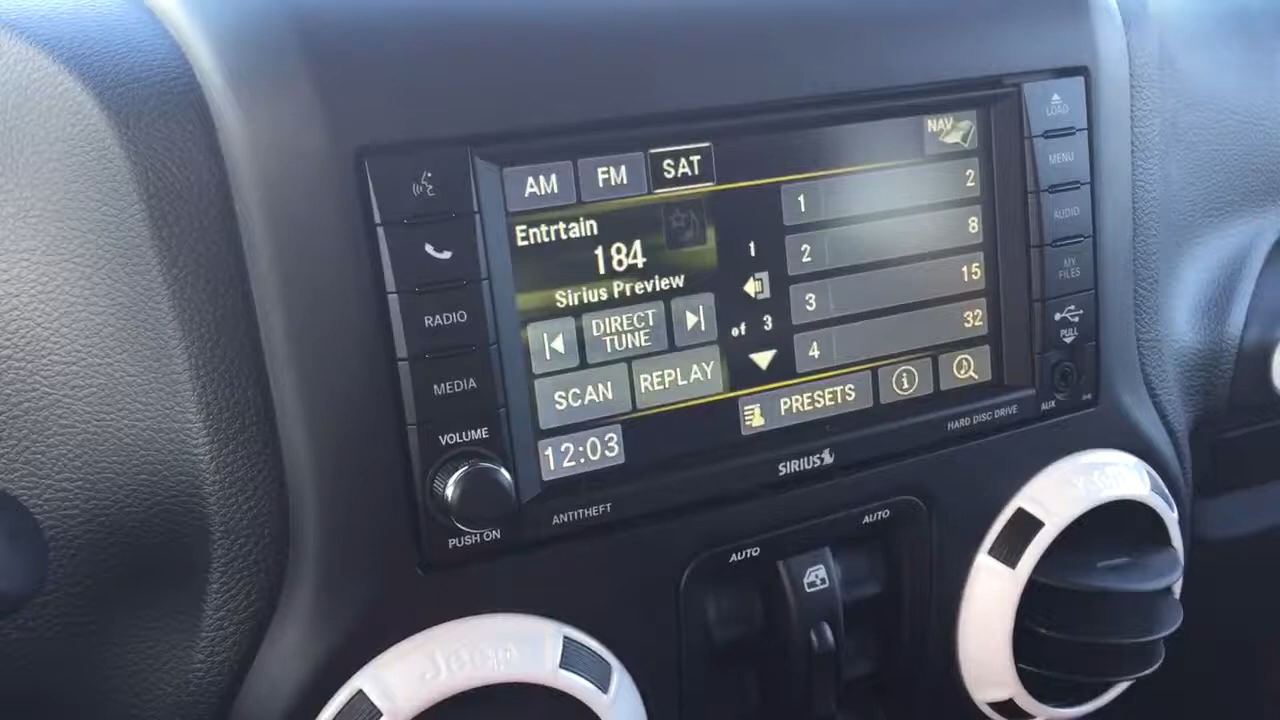 AM FM SAT NAV
Entrtain
184
Sirius Preview
DIRECT
TUNE
SCAN REPLAY
12:03
1
of 3
1 2
2 8
3 15
4 32
PRESETS
RADIO
MEDIA
VOLUME
PUSH ON
ANTITHEFT
SIRIUS
HARD DISC DRIVE
LOAD
MENU
AUDIO
MY
FILES
PULL
AUX
AUTO
AUTO
Jeep